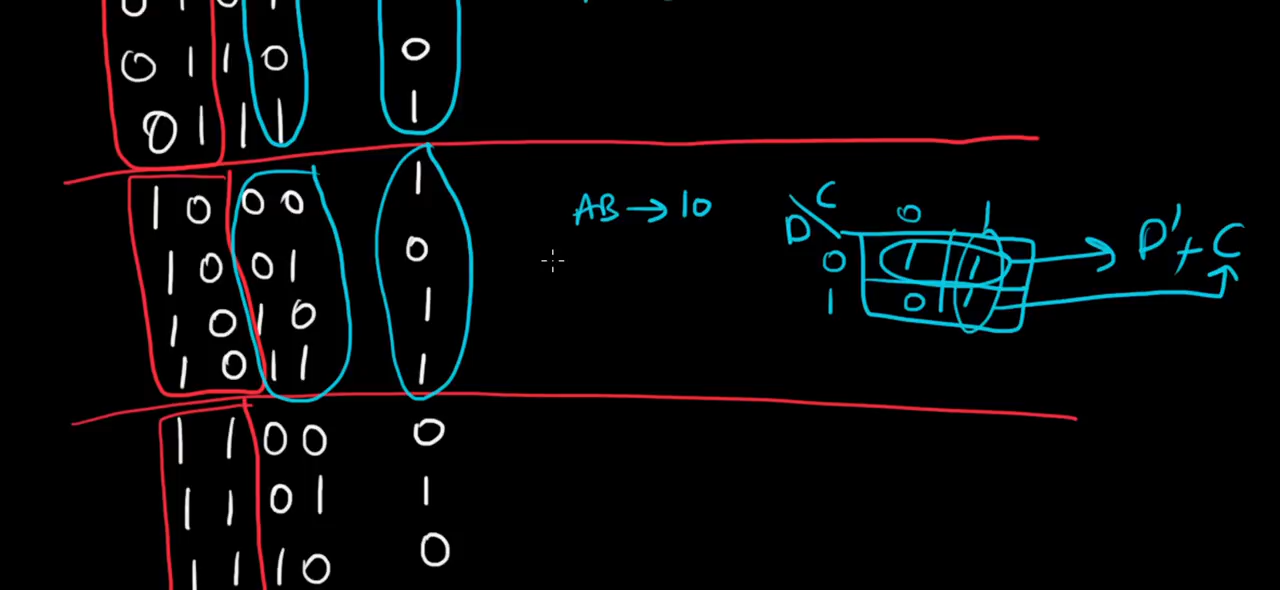 0 1 1 0 0
0 1 1 1 1
1 0 0 0 1
1 0 0 1 0
1 0 1 0 1
1 0 1 1 1
AB → 10
C
D
0 1
0 1 1
1 0 1
D' + C
1 1 0 0 0
1 1 0 1 1
1 1 1 0 0